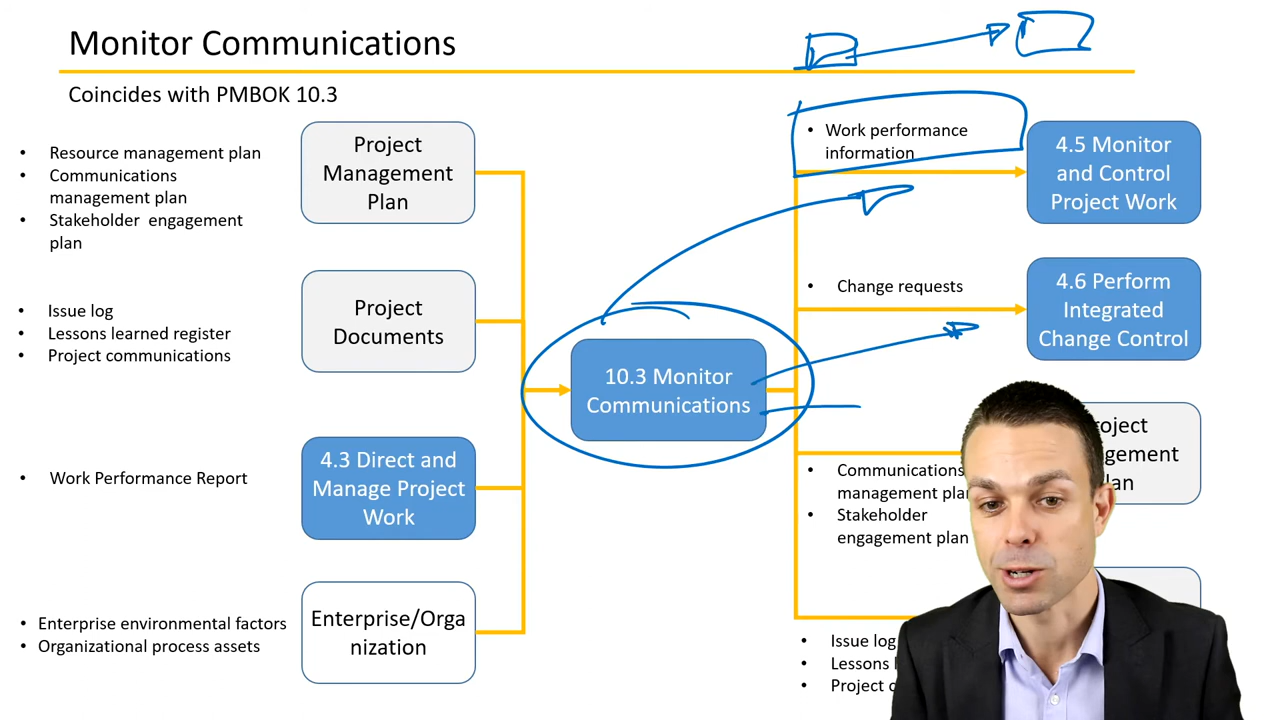 Monitor Communications
Coincides with PMBOK 10.3
• Resource management plan
• Communications
management plan
• Stakeholder engagement
plan
Project
Management
Plan
• Issue log
• Lessons learned register
• Project communications
Project
Documents
• Work Performance Report
4.3 Direct and
Manage Project
Work
• Enterprise environmental factors
• Organizational process assets
Enterprise/Orga
nization
10.3 Monitor
Communications
• Work performance
information
4.5 Monitor
and Control
Project Work
• Change requests
4.6 Perform
Integrated
Change Control
• Communications
management
• Stakeholder
engagement plan
• Issue log
• Lessons
• Project